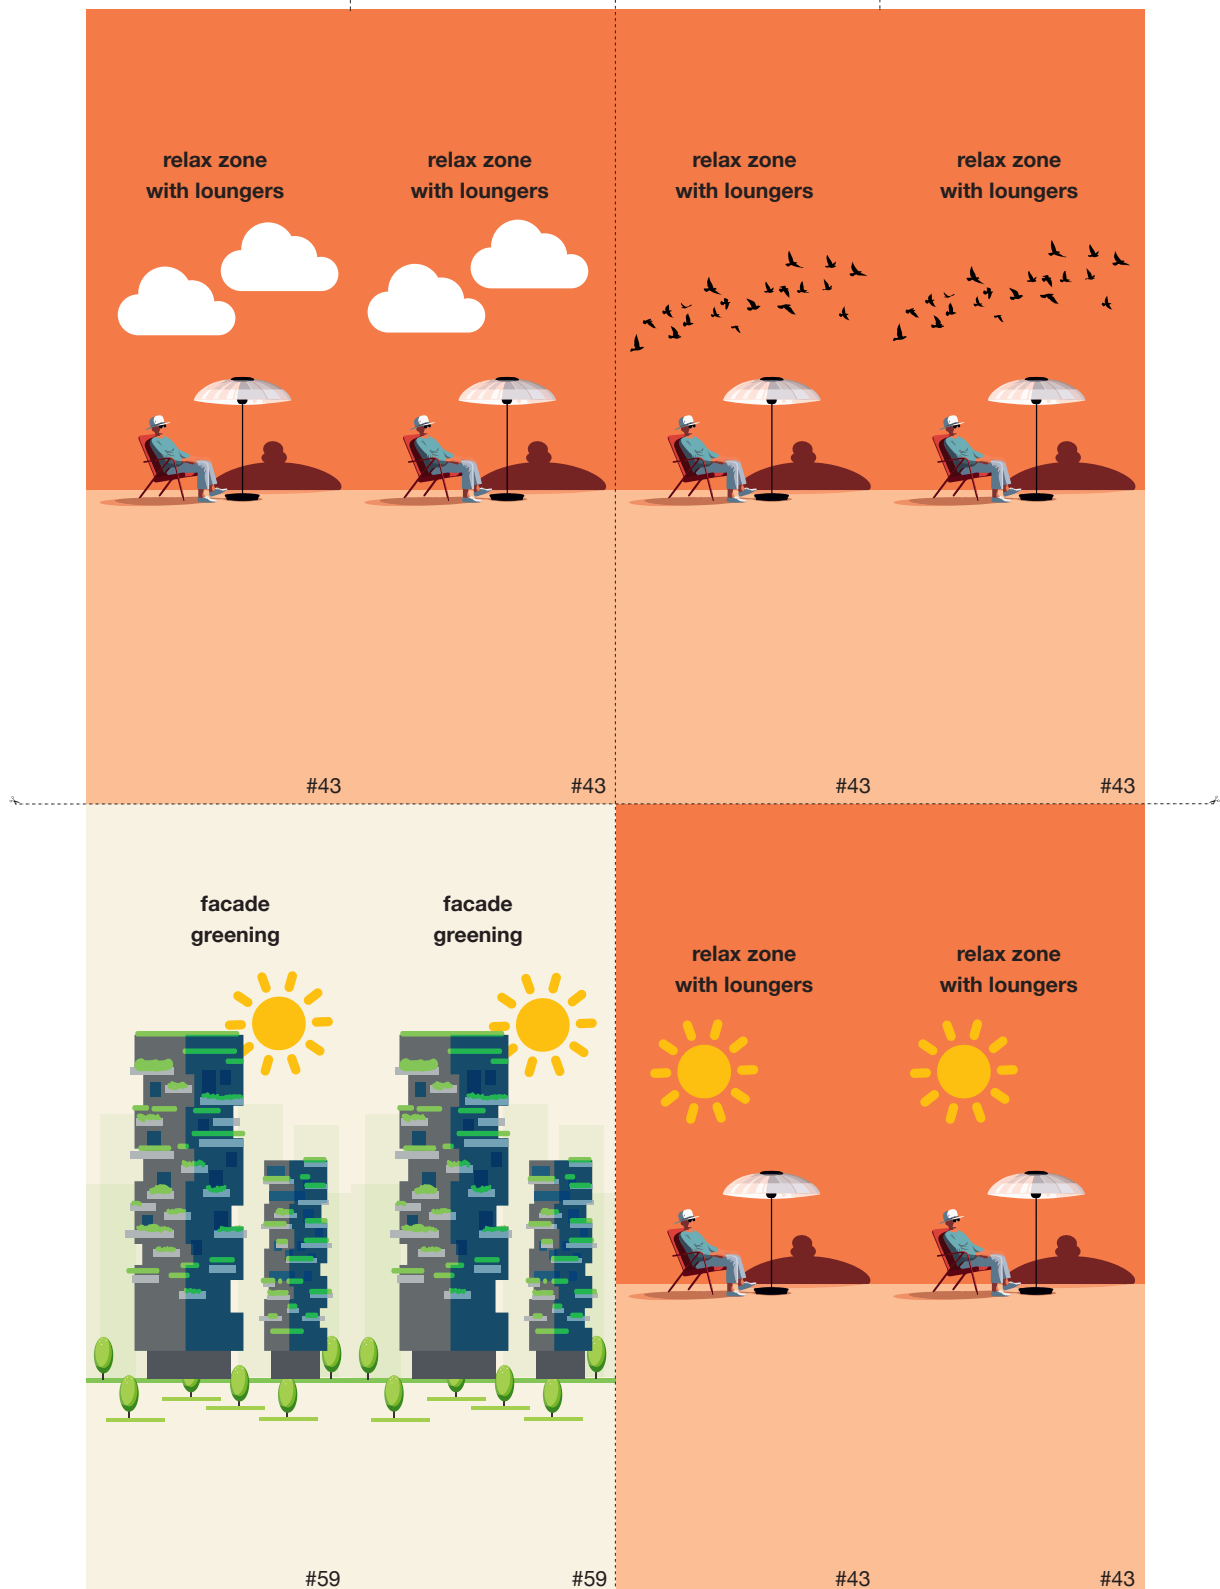 relax zone
with loungers
relax zone
with loungers
relax zone
with loungers
relax zone
with loungers
#43
#43
#43
#43
facade
greening
facade
greening
relax zone
with loungers
relax zone
with loungers
#59
#59
#43
#43